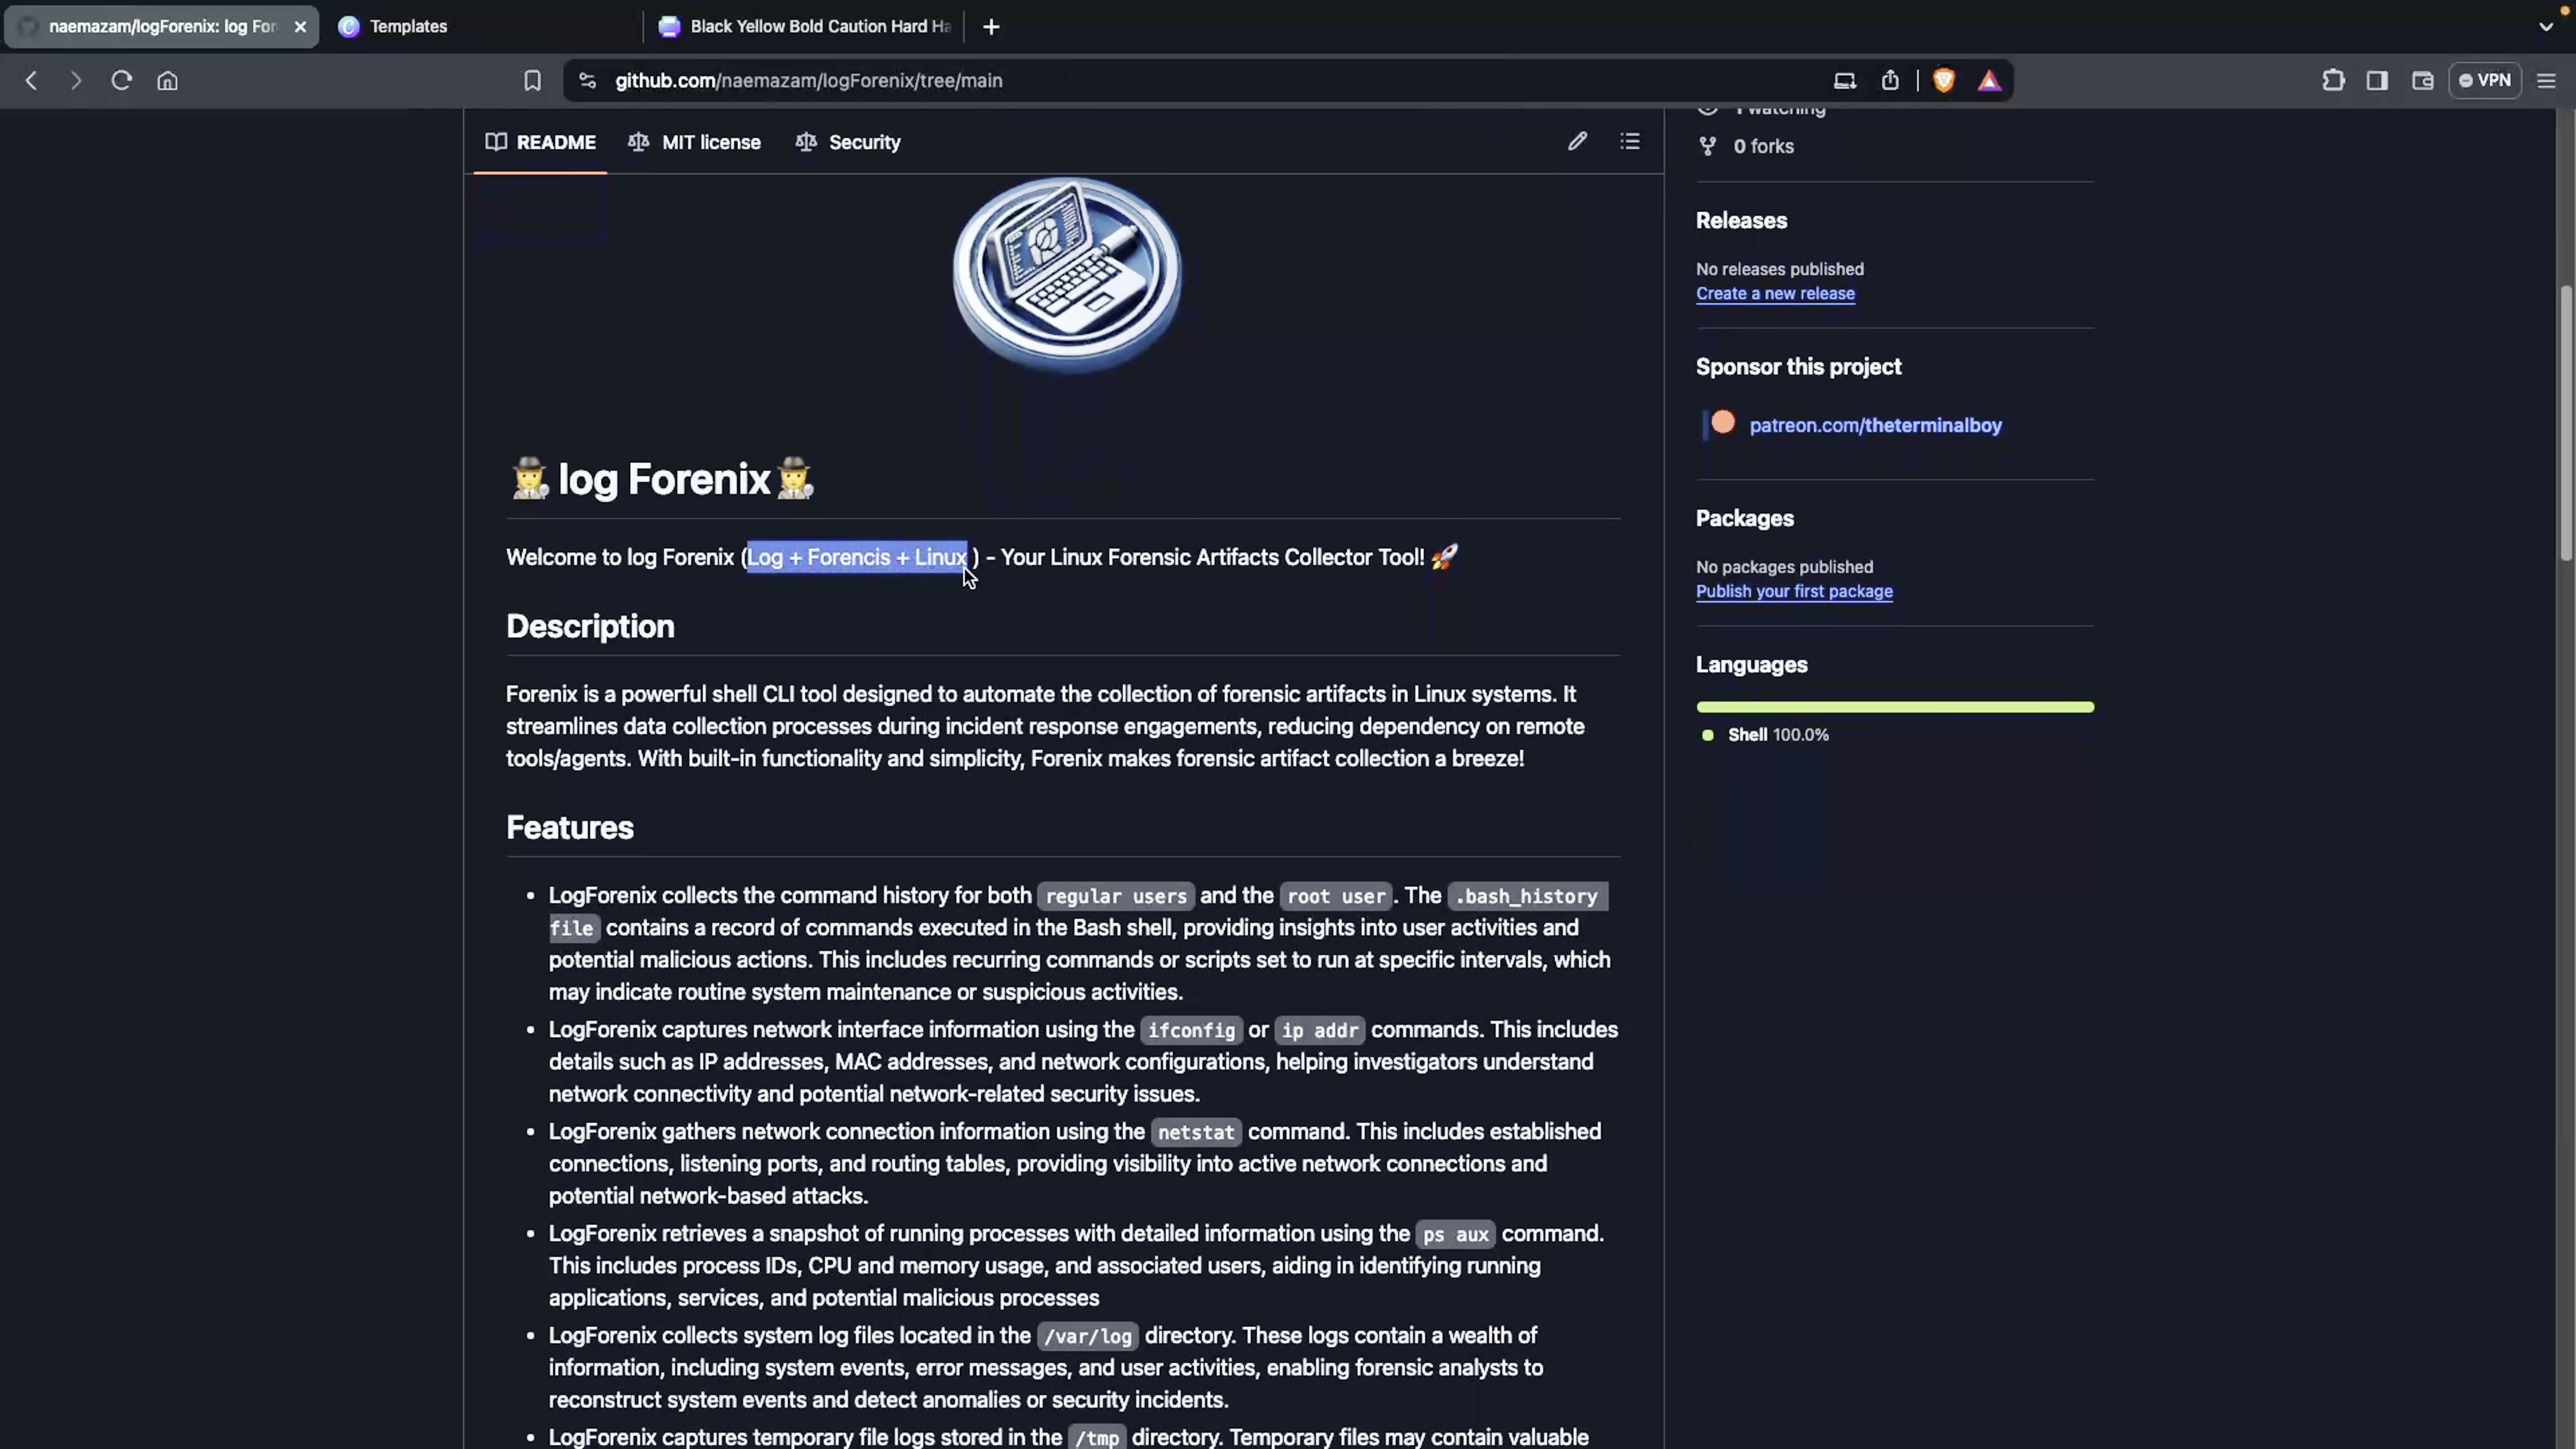 naemazam/logForenix: log For
Templates
Black Yellow Bold Caution Hard Ha
github.com/naemazam/logForenix/tree/main
VPN
README
MIT license
Security
1 watching
0 forks
Releases
No releases published
Create a new release
Sponsor this project
patreon.com/theterminalboy
Packages
No packages published
Publish your first package
Languages
Shell 100.0%
log Forenix
Welcome to log Forenix (Log + Forencis + Linux ) - Your Linux Forensic Artifacts Collector Tool! 🚀
Description
Forenix is a powerful shell CLI tool designed to automate the collection of forensic artifacts in Linux systems. It
streamlines data collection processes during incident response engagements, reducing dependency on remote
tools/agents. With built-in functionality and simplicity, Forenix makes forensic artifact collection a breeze!
Features
• LogForenix collects the command history for both regular users and the root user. The .bash_history
file contains a record of commands executed in the Bash shell, providing insights into user activities and
potential malicious actions. This includes recurring commands or scripts set to run at specific intervals, which
may indicate routine system maintenance or suspicious activities.
• LogForenix captures network interface information using the ifconfig or ip addr commands. This includes
details such as IP addresses, MAC addresses, and network configurations, helping investigators understand
network connectivity and potential network-related security issues.
• LogForenix gathers network connection information using the netstat command. This includes established
connections, listening ports, and routing tables, providing visibility into active network connections and
potential network-based attacks.
• LogForenix retrieves a snapshot of running processes with detailed information using the ps aux command.
This includes process IDs, CPU and memory usage, and associated users, aiding in identifying running
applications, services, and potential malicious processes
• LogForenix collects system log files located in the /var/log directory. These logs contain a wealth of
information, including system events, error messages, and user activities, enabling forensic analysts to
reconstruct system events and detect anomalies or security incidents.
• LogForenix captures temporary file logs stored in the /tmp directory. Temporary files may contain valuable